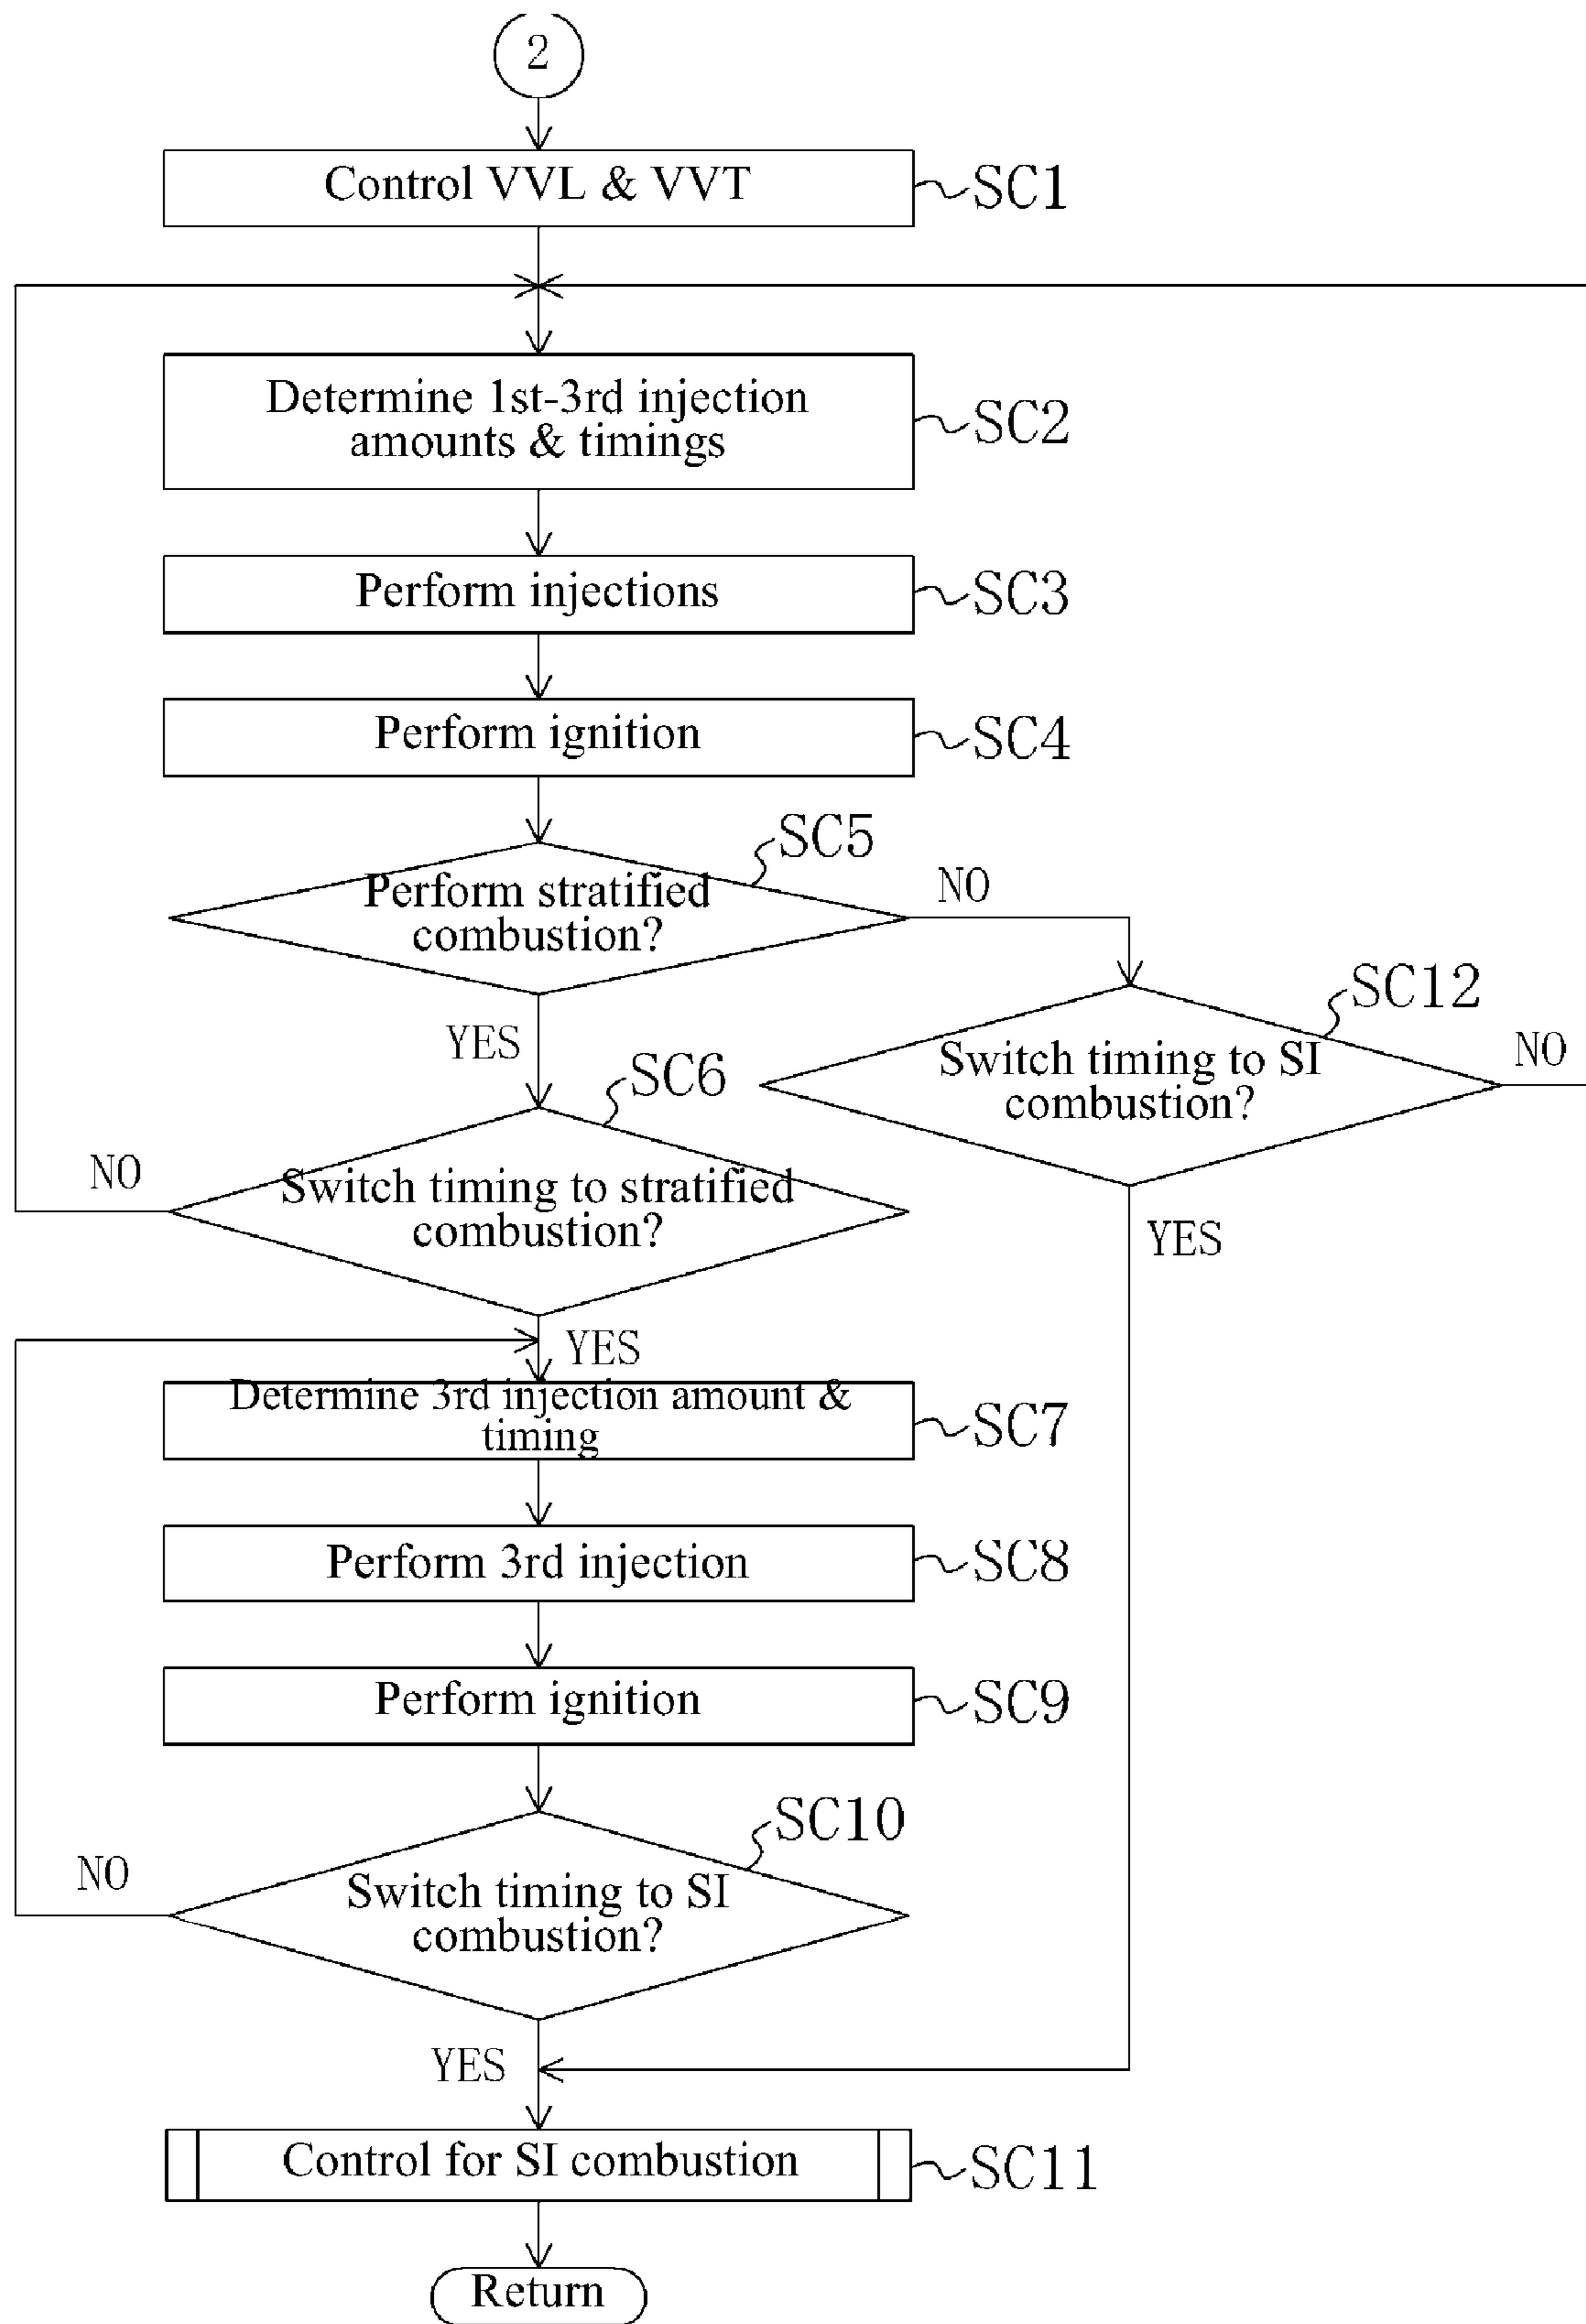 2
Control VVL & VVT
SC1
Determine 1st-3rd injection
amounts & timings
SC2
Perform injections
SC3
Perform ignition
SC4
SC5
Perform stratified
combustion?
NO
YES
SC12
Switch timing to SI
combustion?
NO
YES
SC6
Switch timing to stratified
combustion?
NO
YES
Determine 3rd injection amount &
timing
SC7
Perform 3rd injection
SC8
Perform ignition
SC9
SC10
Switch timing to SI
combustion?
NO
YES
Control for SI combustion
SC11
Return